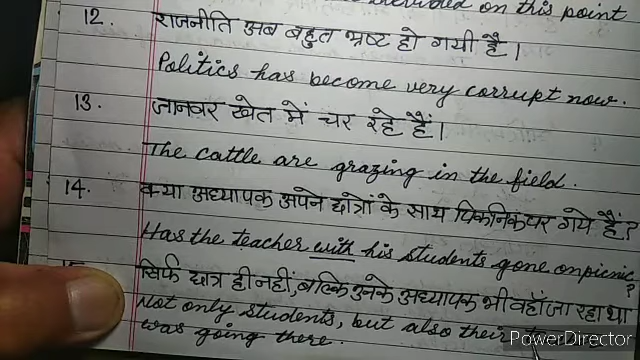 on this point
12. राजनीति अब बहुत भ्रष्ट हो गयी है।
Politics has become very corrupt now.
13. जानवर खेत में चर रहे हैं।
The cattle are grazing in the field.
14. क्या अध्यापक अपने छात्रों के साथ पिकनिक पर गये हैं?
Has the teacher with his students gone on picnic?
सिर्फ छात्र ही नहीं, बल्कि उनके अध्यापक भी वहाँ जा रहा था
Not only students, but also their
was going there.
PowerDirector